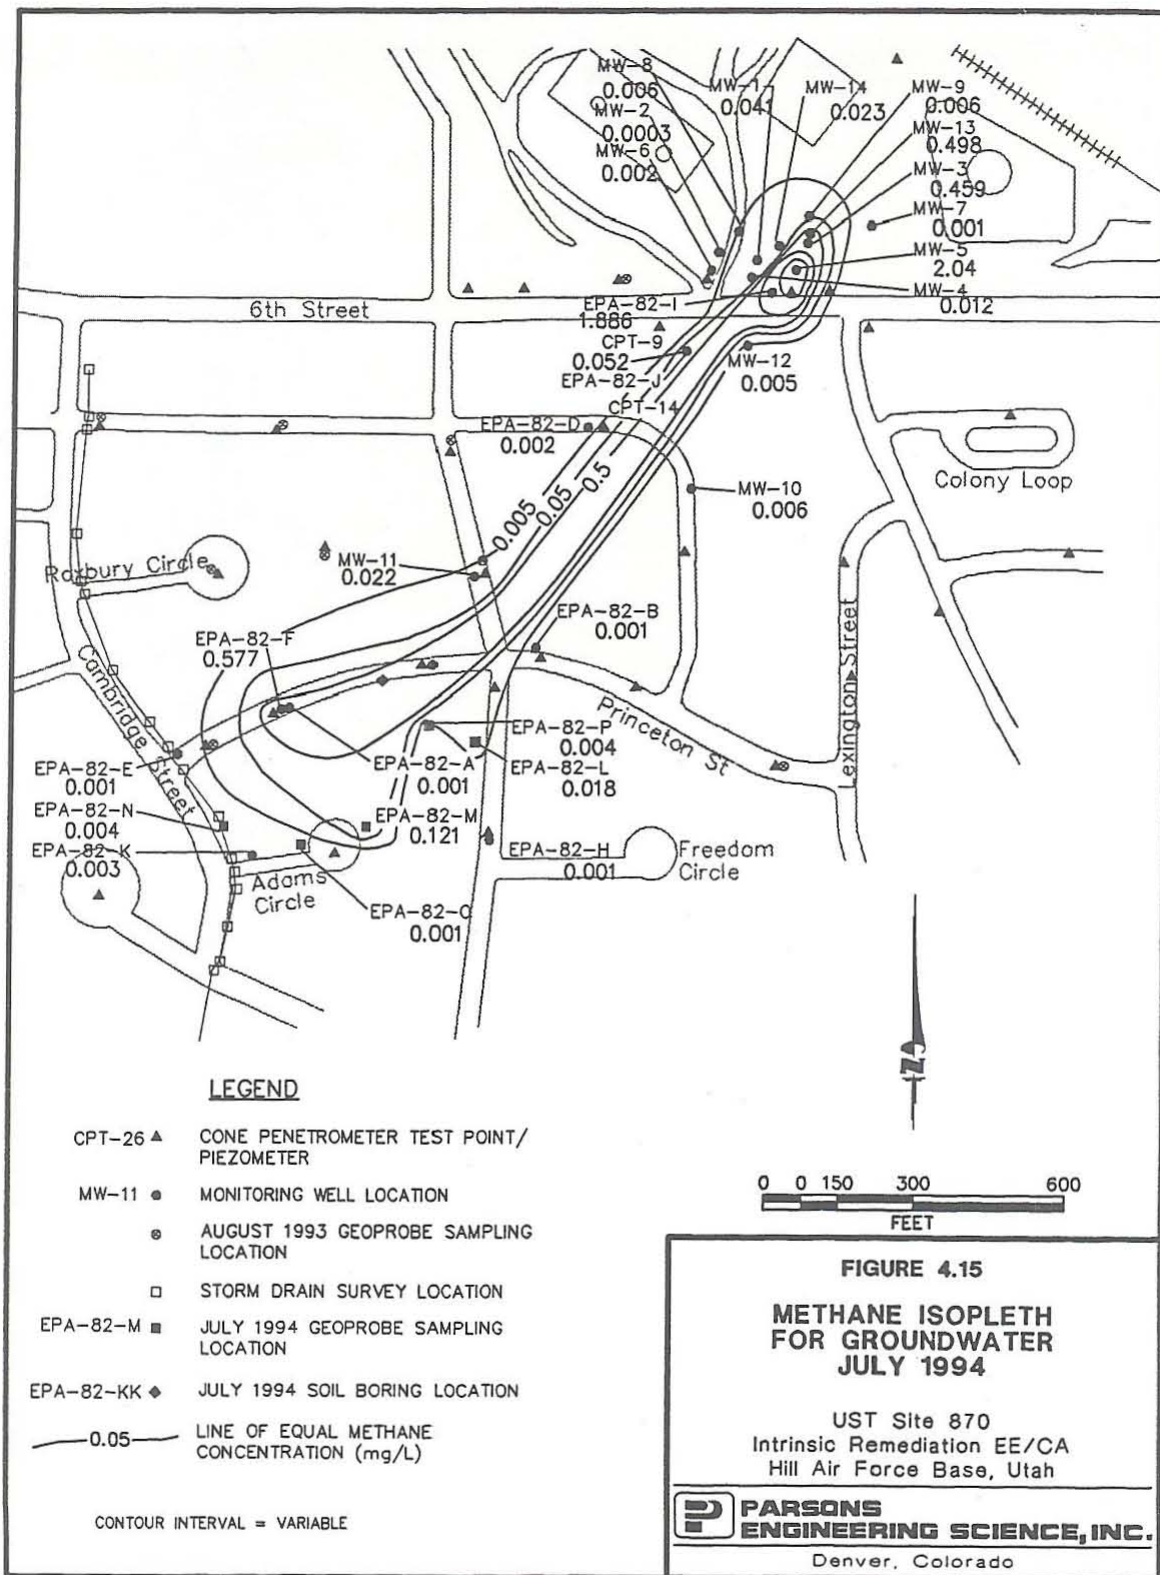 MW-8
0.006
MW-2
0.0003
MW-6
0.002
MW-1
0.041
MW-14
0.023
MW-9
0.006
MW-13
0.498
MW-3
0.459
MW-7
0.001
MW-5
2.04
MW-4
0.012
6th Street
EPA-82-I
1.886
CPT-9
0.052
EPA-82-J
MW-12
0.005
CPT-14
EPA-82-D
0.002
0.005
0.05
0.5
MW-10
0.006
Colony Loop
Roxbury Circle
MW-11
0.022
EPA-82-B
0.001
EPA-82-F
0.577
Cambridge Street
Princeton St
Lexington Street
EPA-82-P
0.004
EPA-82-A
0.001
EPA-82-L
0.018
EPA-82-E
0.001
EPA-82-N
0.004
EPA-82-K
0.003
EPA-82-M
0.121
EPA-82-H
0.001
Freedom
Circle
Adams
Circle
EPA-82-O
0.001
N
LEGEND
CPT-26 CONE PENETROMETER TEST POINT/
PIEZOMETER
MW-11 MONITORING WELL LOCATION
AUGUST 1993 GEOPROBE SAMPLING
LOCATION
STORM DRAIN SURVEY LOCATION
EPA-82-M JULY 1994 GEOPROBE SAMPLING
LOCATION
EPA-82-KK JULY 1994 SOIL BORING LOCATION
0.05 LINE OF EQUAL METHANE
CONCENTRATION (mg/L)
CONTOUR INTERVAL = VARIABLE
0 0 150 300 600
FEET
FIGURE 4.15
METHANE ISOPLETH
FOR GROUNDWATER
JULY 1994
UST Site 870
Intrinsic Remediation EE/CA
Hill Air Force Base, Utah
PARSONS
ENGINEERING SCIENCE, INC.
Denver, Colorado